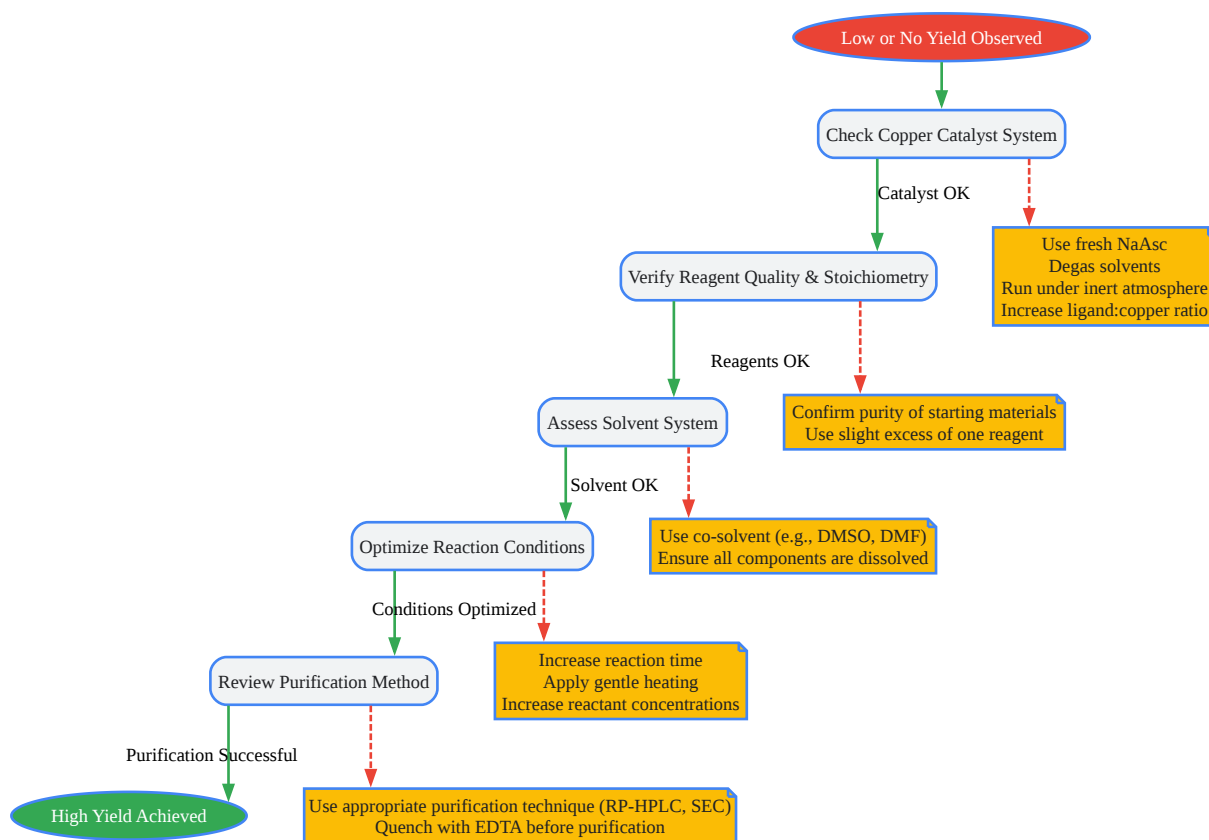 Low or No Yield Observed
Check Copper Catalyst System
Catalyst OK
Use fresh NaAsc
Degas solvents
Run under inert atmosphere
Increase ligand:copper ratio
Verify Reagent Quality & Stoichiometry
Reagents OK
Confirm purity of starting materials
Use slight excess of one reagent
Assess Solvent System
Solvent OK
Use co-solvent (e.g., DMSO, DMF)
Ensure all components are dissolved
Optimize Reaction Conditions
Conditions Optimized
Increase reaction time
Apply gentle heating
Increase reactant concentrations
Review Purification Method
Purification Successful
Use appropriate purification technique (RP-HPLC, SEC)
Quench with EDTA before purification
High Yield Achieved